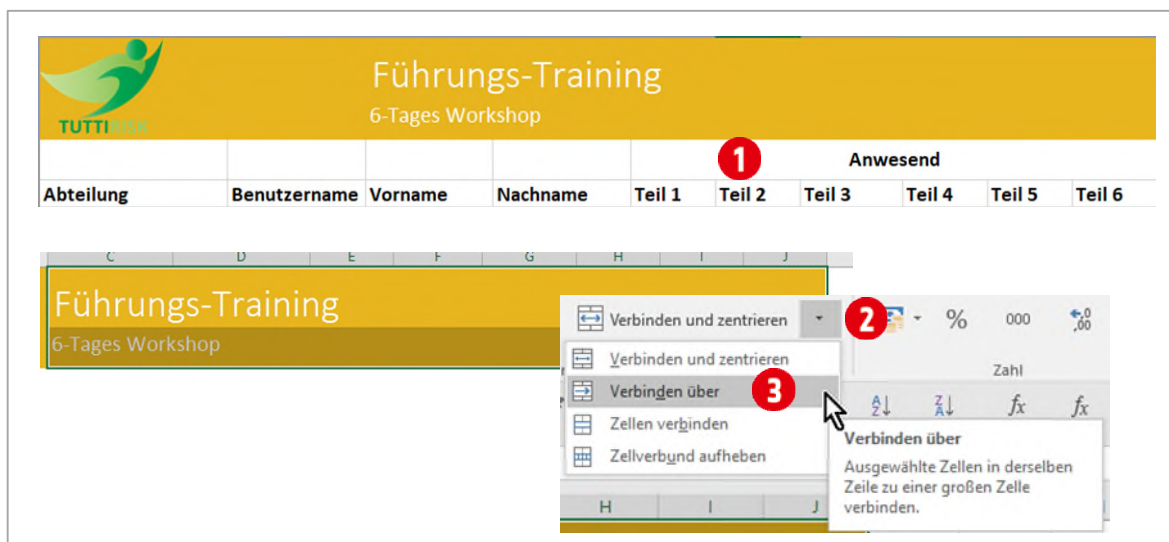 Führungs-Training
6-Tages Workshop
TUTTIRISK
1 Anwesend
Abteilung Benutzername Vorname Nachname Teil 1 Teil 2 Teil 3 Teil 4 Teil 5 Teil 6
C D E F G H I J
Führungs-Training
6-Tages Workshop
Verbinden und zentrieren 2 % 000 ,00
Verbinden und zentrieren
Zahl
Verbinden über 3
Zellen verbinden
Zellverbund aufheben
Verbinden über
Ausgewählte Zellen in derselben
Zeile zu einer großen Zelle
verbinden.
A Z Z A fx fx
H I J